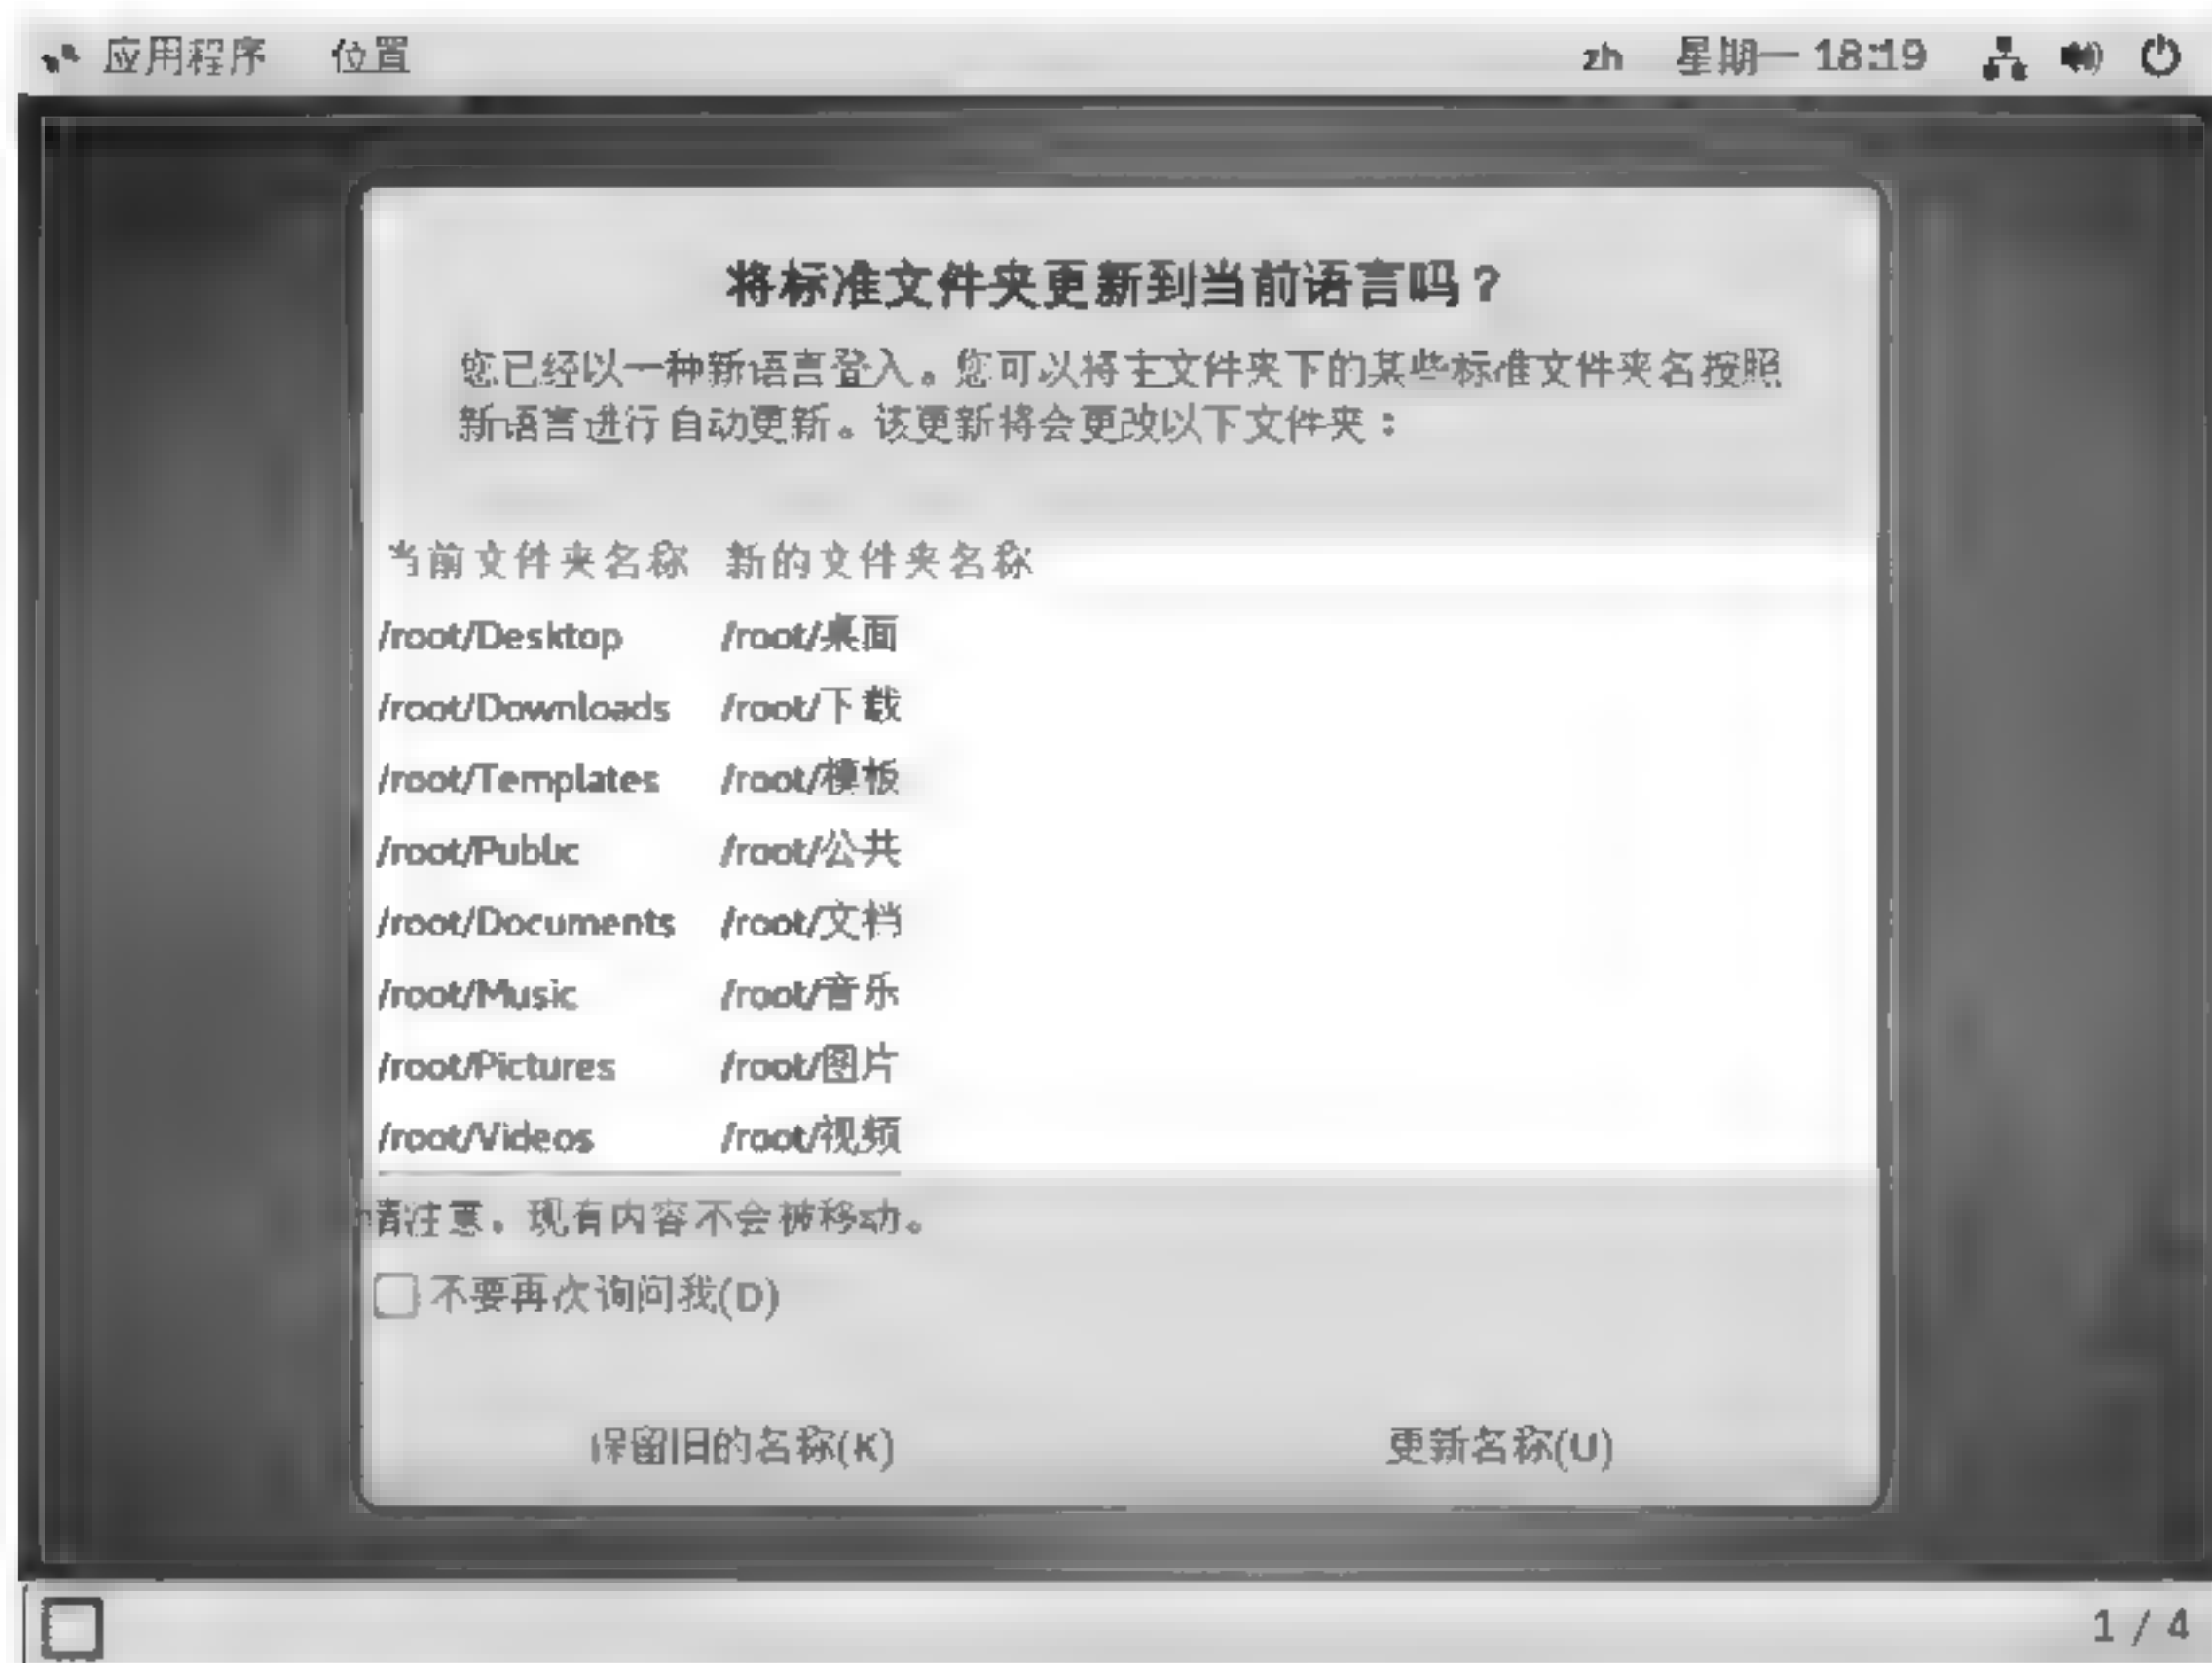 应用程序 位置 zh 星期一 18:19
将标准文件夹更新到当前语言吗？
您已经以一种新语言登入。您可以将主文件夹下的某些标准文件夹名按照
新语言进行自动更新。该更新将会更改以下文件夹：
当前文件夹名称 新的文件夹名称
/root/Desktop /root/桌面
/root/Downloads /root/下载
/root/Templates /root/模板
/root/Public /root/公共
/root/Documents /root/文档
/root/Music /root/音乐
/root/Pictures /root/图片
/root/Videos /root/视频
请注意。现有内容不会被移动。
不要再次询问我(D)
保留旧的名称(K) 更新名称(U)
1 / 4